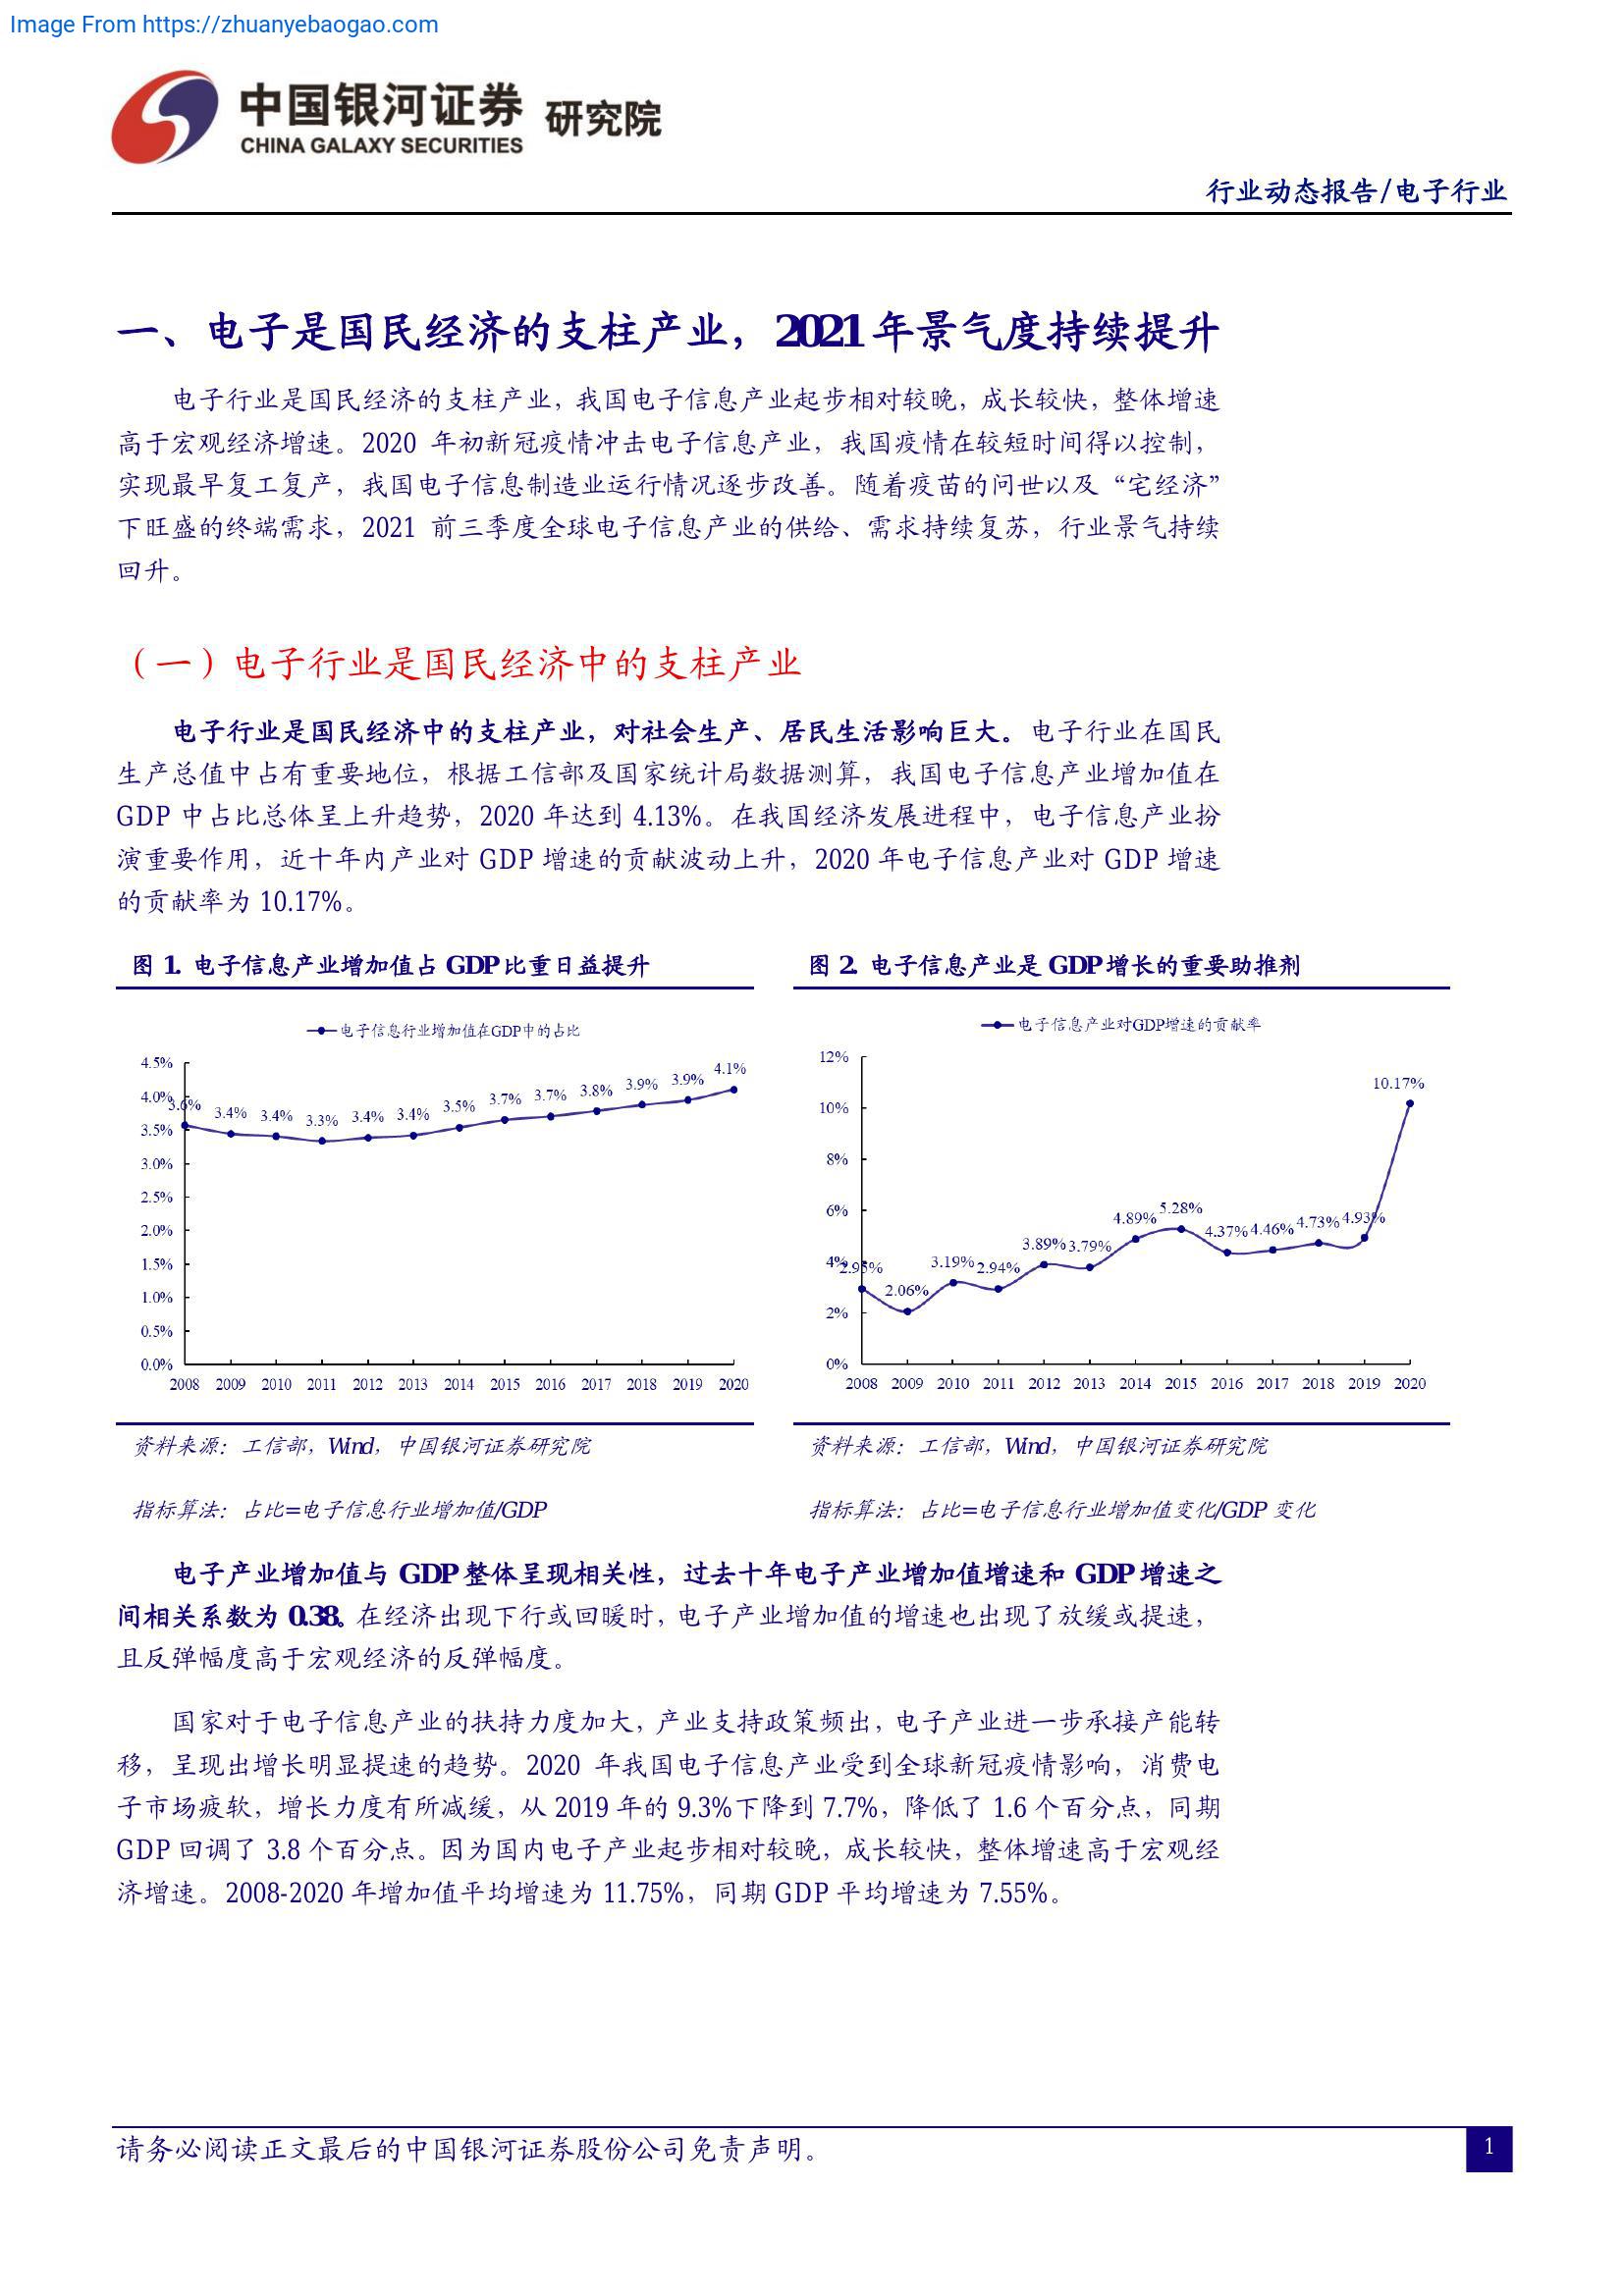 Image From https://zhuanyebaogao.com
中国银河证券 研究院
CHINA GALAXY SECURITIES
行业动态报告/电子行业
一、电子是国民经济的支柱产业，2021年景气度持续提升
电子行业是国民经济的支柱产业，我国电子信息产业起步相对较晚，成长较快，整体增速
高于宏观经济增速。2020 年初新冠疫情冲击电子信息产业，我国疫情在较短时间得以控制，
实现最早复工复产，我国电子信息制造业运行情况逐步改善。随着疫苗的问世以及“宅经济”
下旺盛的终端需求，2021 前三季度全球电子信息产业的供给、需求持续复苏，行业景气持续
回升。
（一）电子行业是国民经济中的支柱产业
电子行业是国民经济中的支柱产业，对社会生产、居民生活影响巨大。电子行业在国民
生产总值中占有重要地位，根据工信部及国家统计局数据测算，我国电子信息产业增加值在
GDP 中占比总体呈上升趋势，2020 年达到 4.13%。在我国经济发展进程中，电子信息产业扮
演重要作用，近十年内产业对 GDP 增速的贡献波动上升，2020 年电子信息产业对 GDP 增速
的贡献率为 10.17%。
图 1. 电子信息产业增加值占 GDP 比重日益提升
电子信息行业增加值在GDP中的占比
4.5%
4.0%
3.5%
3.0%
2.5%
2.0%
1.5%
1.0%
0.5%
0.0%
3.6% 3.4% 3.4% 3.3% 3.4% 3.4% 3.5% 3.7% 3.7% 3.8% 3.9% 3.9% 4.1%
2008 2009 2010 2011 2012 2013 2014 2015 2016 2017 2018 2019 2020
资料来源：工信部，Wind，中国银河证券研究院
指标算法：占比=电子信息行业增加值/GDP
图 2. 电子信息产业是 GDP 增长的重要助推剂
电子信息产业对GDP增速的贡献率
12%
10%
8%
6%
4%
2%
0%
2.95% 2.06% 3.19% 2.94% 3.89% 3.79% 4.89% 5.28% 4.37% 4.46% 4.73% 4.93% 10.17%
2008 2009 2010 2011 2012 2013 2014 2015 2016 2017 2018 2019 2020
资料来源：工信部，Wind，中国银河证券研究院
指标算法：占比=电子信息行业增加值变化/GDP 变化
电子产业增加值与 GDP 整体呈现相关性，过去十年电子产业增加值增速和 GDP 增速之
间相关系数为 0.38。在经济出现下行或回暖时，电子产业增加值的增速也出现了放缓或提速，
且反弹幅度高于宏观经济的反弹幅度。
国家对于电子信息产业的扶持力度加大，产业支持政策频出，电子产业进一步承接产能转
移，呈现出增长明显提速的趋势。2020 年我国电子信息产业受到全球新冠疫情影响，消费电
子市场疲软，增长力度有所减缓，从 2019 年的 9.3%下降到 7.7%，降低了 1.6 个百分点，同期
GDP 回调了 3.8 个百分点。因为国内电子产业起步相对较晚，成长较快，整体增速高于宏观经
济增速。2008-2020 年增加值平均增速为 11.75%，同期 GDP 平均增速为 7.55%。
请务必阅读正文最后的中国银河证券股份公司免责声明。
1